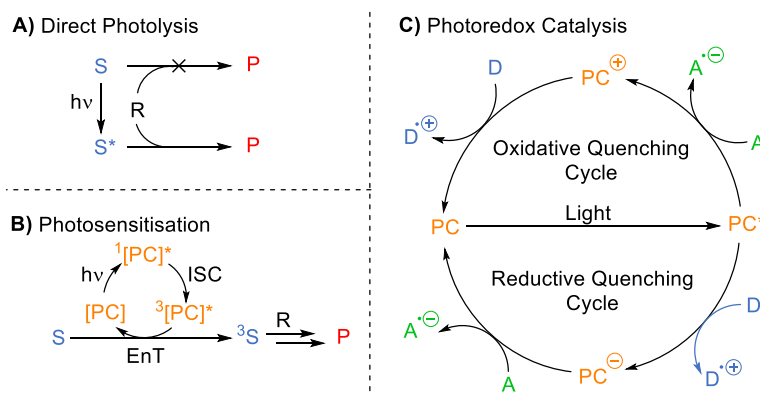 A) Direct Photolysis
S
P
hν
R
S*
P
B) Photosensitisation
¹[PC]*
hν
ISC
[PC]
³[PC]*
S
EnT
³S
R
P
C) Photoredox Catalysis
D
PC⊕
A•⊖
D•⊕
A
Oxidative Quenching
Cycle
PC
Light
PC*
Reductive Quenching
Cycle
A•⊖
D
A
PC⊖
D•⊕